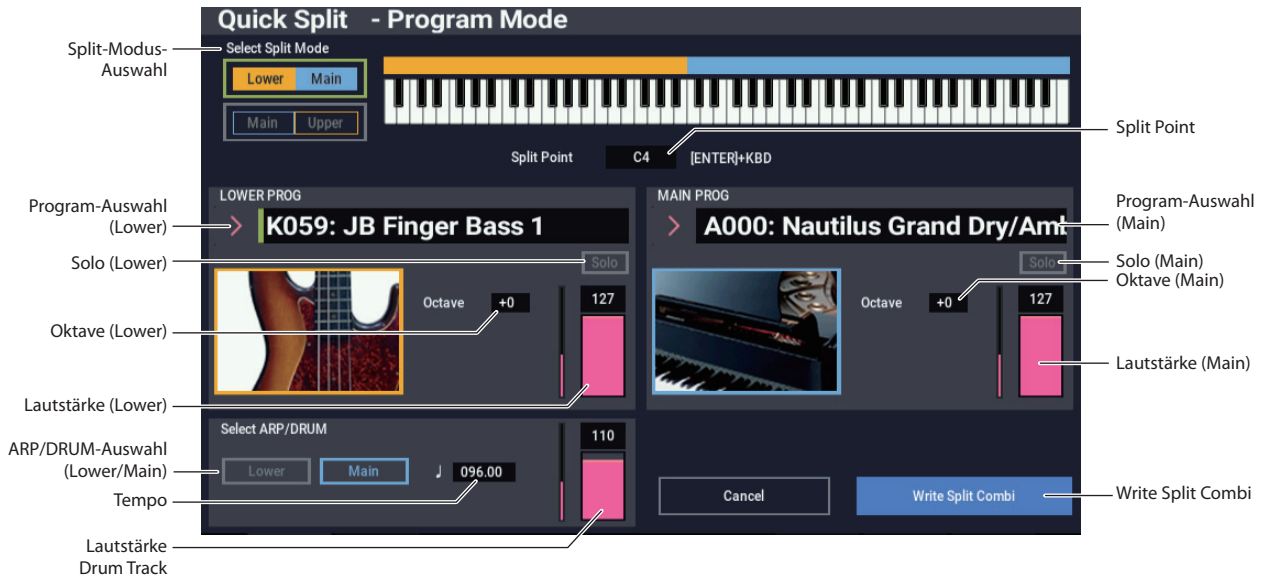 Quick Split - Program Mode
Split-Modus-
Auswahl
Select Split Mode
Lower Main
Main Upper
Split Point C4 [ENTER]+KBD
Split Point
LOWER PROG
K059: JB Finger Bass 1
Program-Auswahl
(Lower)
Solo
Solo (Lower)
Octave +0
127
Oktave (Lower)
Lautstärke (Lower)
MAIN PROG
A000: Nautilus Grand Dry/Am
Program-Auswahl
(Main)
Solo
Solo (Main)
Oktave (Main)
Octave +0
127
Lautstärke (Main)
Select ARP/DRUM
110
ARP/DRUM-Auswahl
(Lower/Main)
Lower Main ♩ 096.00
Tempo
Lautstärke
Drum Track
Cancel
Write Split Combi
Write Split Combi